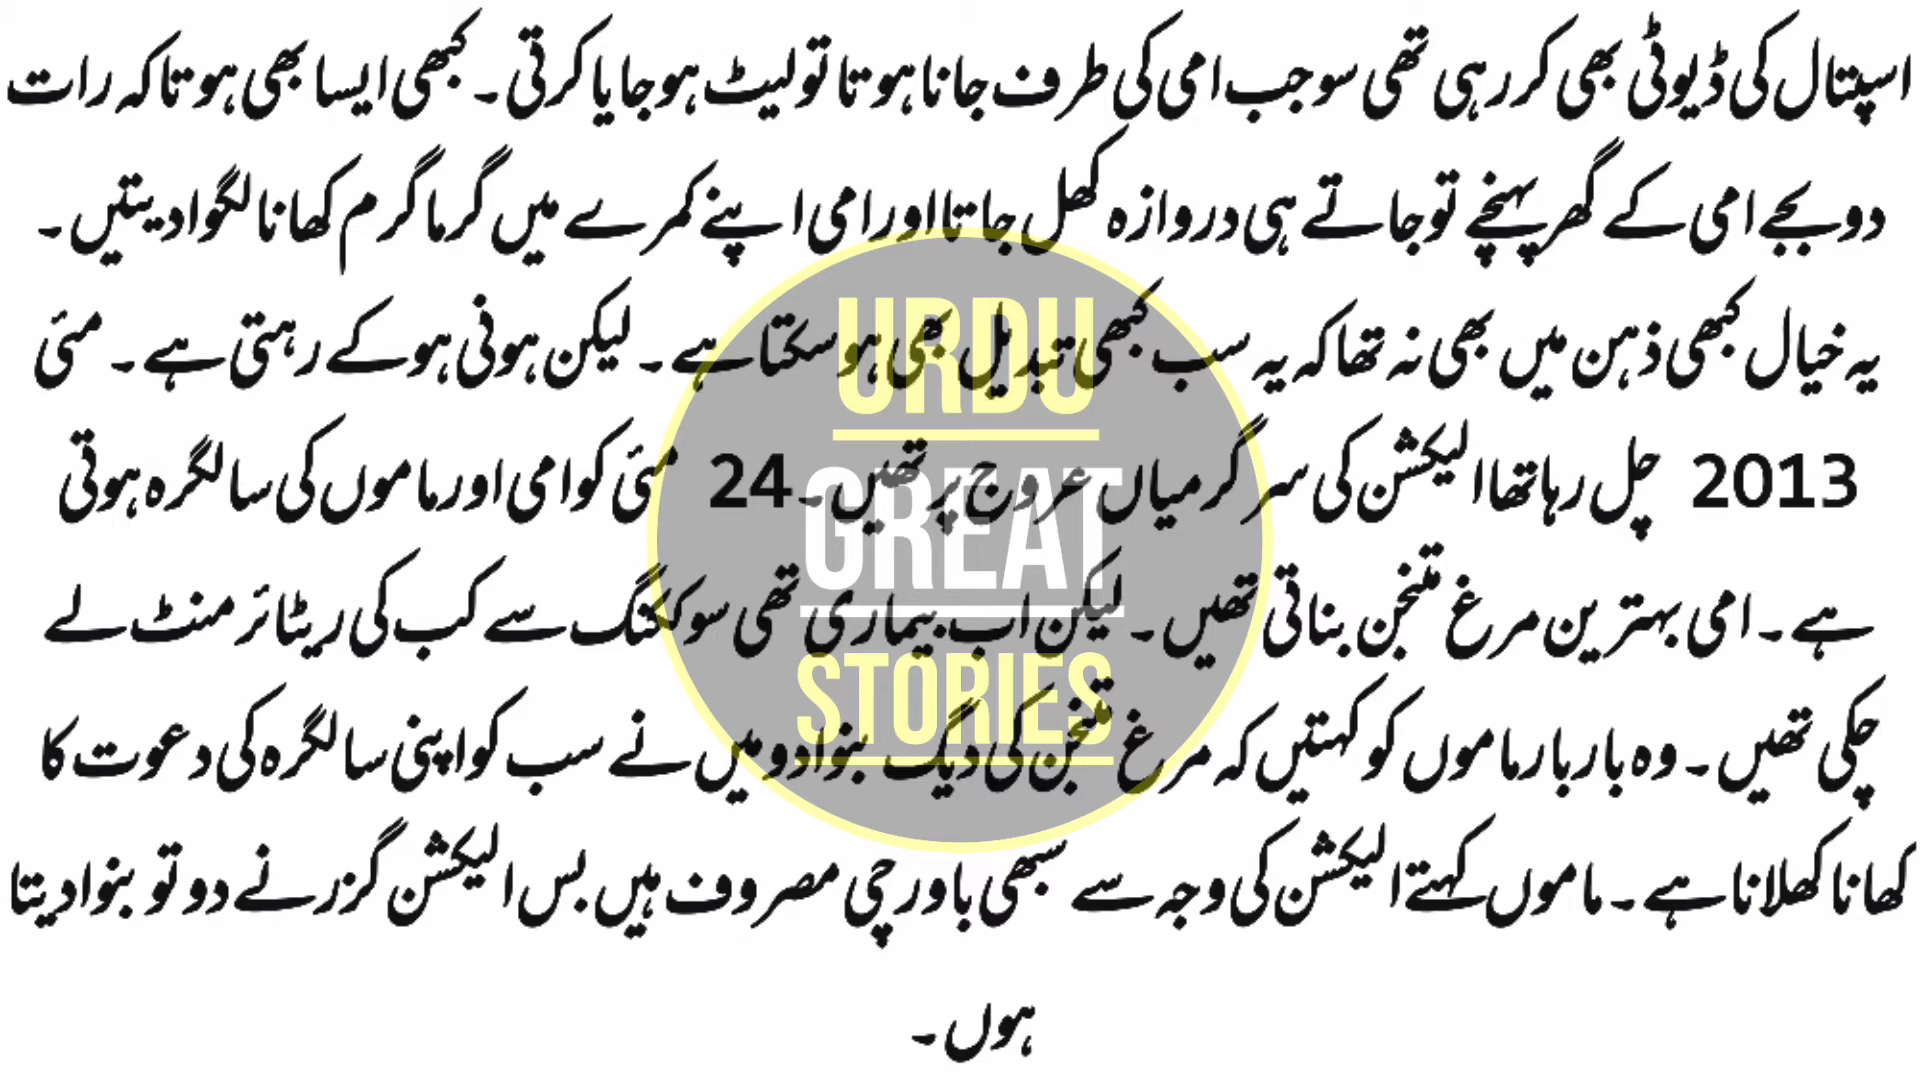 اسپتال کی ڈیوٹی بھی کر رہی تھی سو جب امی کی طرف جانا ہوتا تو لیٹ ہو جایا کرتی۔ کبھی ایسا بھی ہوتا کہ رات
دو بجے امی کے گھر پہنچے تو جاتے ہی دروازہ کھل جاتا اور امی اپنے کمرے میں گرما گرم کھانا لگوا دیتیں۔
یہ خیال کبھی ذہن میں بھی نہ تھا کہ یہ سب کبھی تبدیل بھی ہو سکتا ہے۔ لیکن ہونی ہو کے رہتی ہے۔ مئی
2013 چل رہا تھا الیکشن کی سرگرمیاں عروج پر تھیں۔ 24 مئی کو امی اور ماموں کی سالگرہ ہوتی
ہے۔ امی بہترین مرغ متنجن بناتی تھیں۔ لیکن اب بیماری تھی سو ککنگ سے کب کی ریٹائرمنٹ لے
چکی تھیں۔ وہ بار بار ماموں کو کہتیں کہ مرغ متنجن کی دیگ بنوا دو میں نے سب کو اپنی سالگرہ کی دعوت کا
کھانا کھلانا ہے۔ ماموں کہتے الیکشن کی وجہ سے سبھی باورچی مصروف ہیں بس الیکشن گزرنے دو تو بنوا دیتا
ہوں۔
URDU
GREAT
STORIES